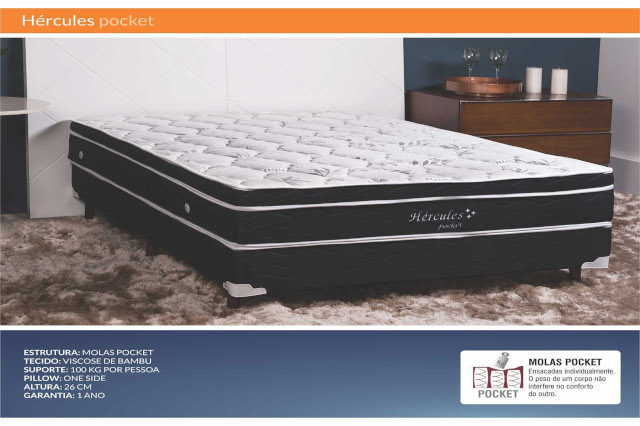 Hércules pocket
Hércules
pocket
ESTRUTURA: MOLAS POCKET
TECIDO: VISCOSE DE BAMBU
SUPORTE: 100 KG POR PESSOA
PILLOW: ONE SIDE
ALTURA: 26 CM
GARANTIA: 1 ANO
POCKET
MOLAS POCKET
Ensacadas individualmente.
O peso de um corpo não
interfere no conforto
do outro.